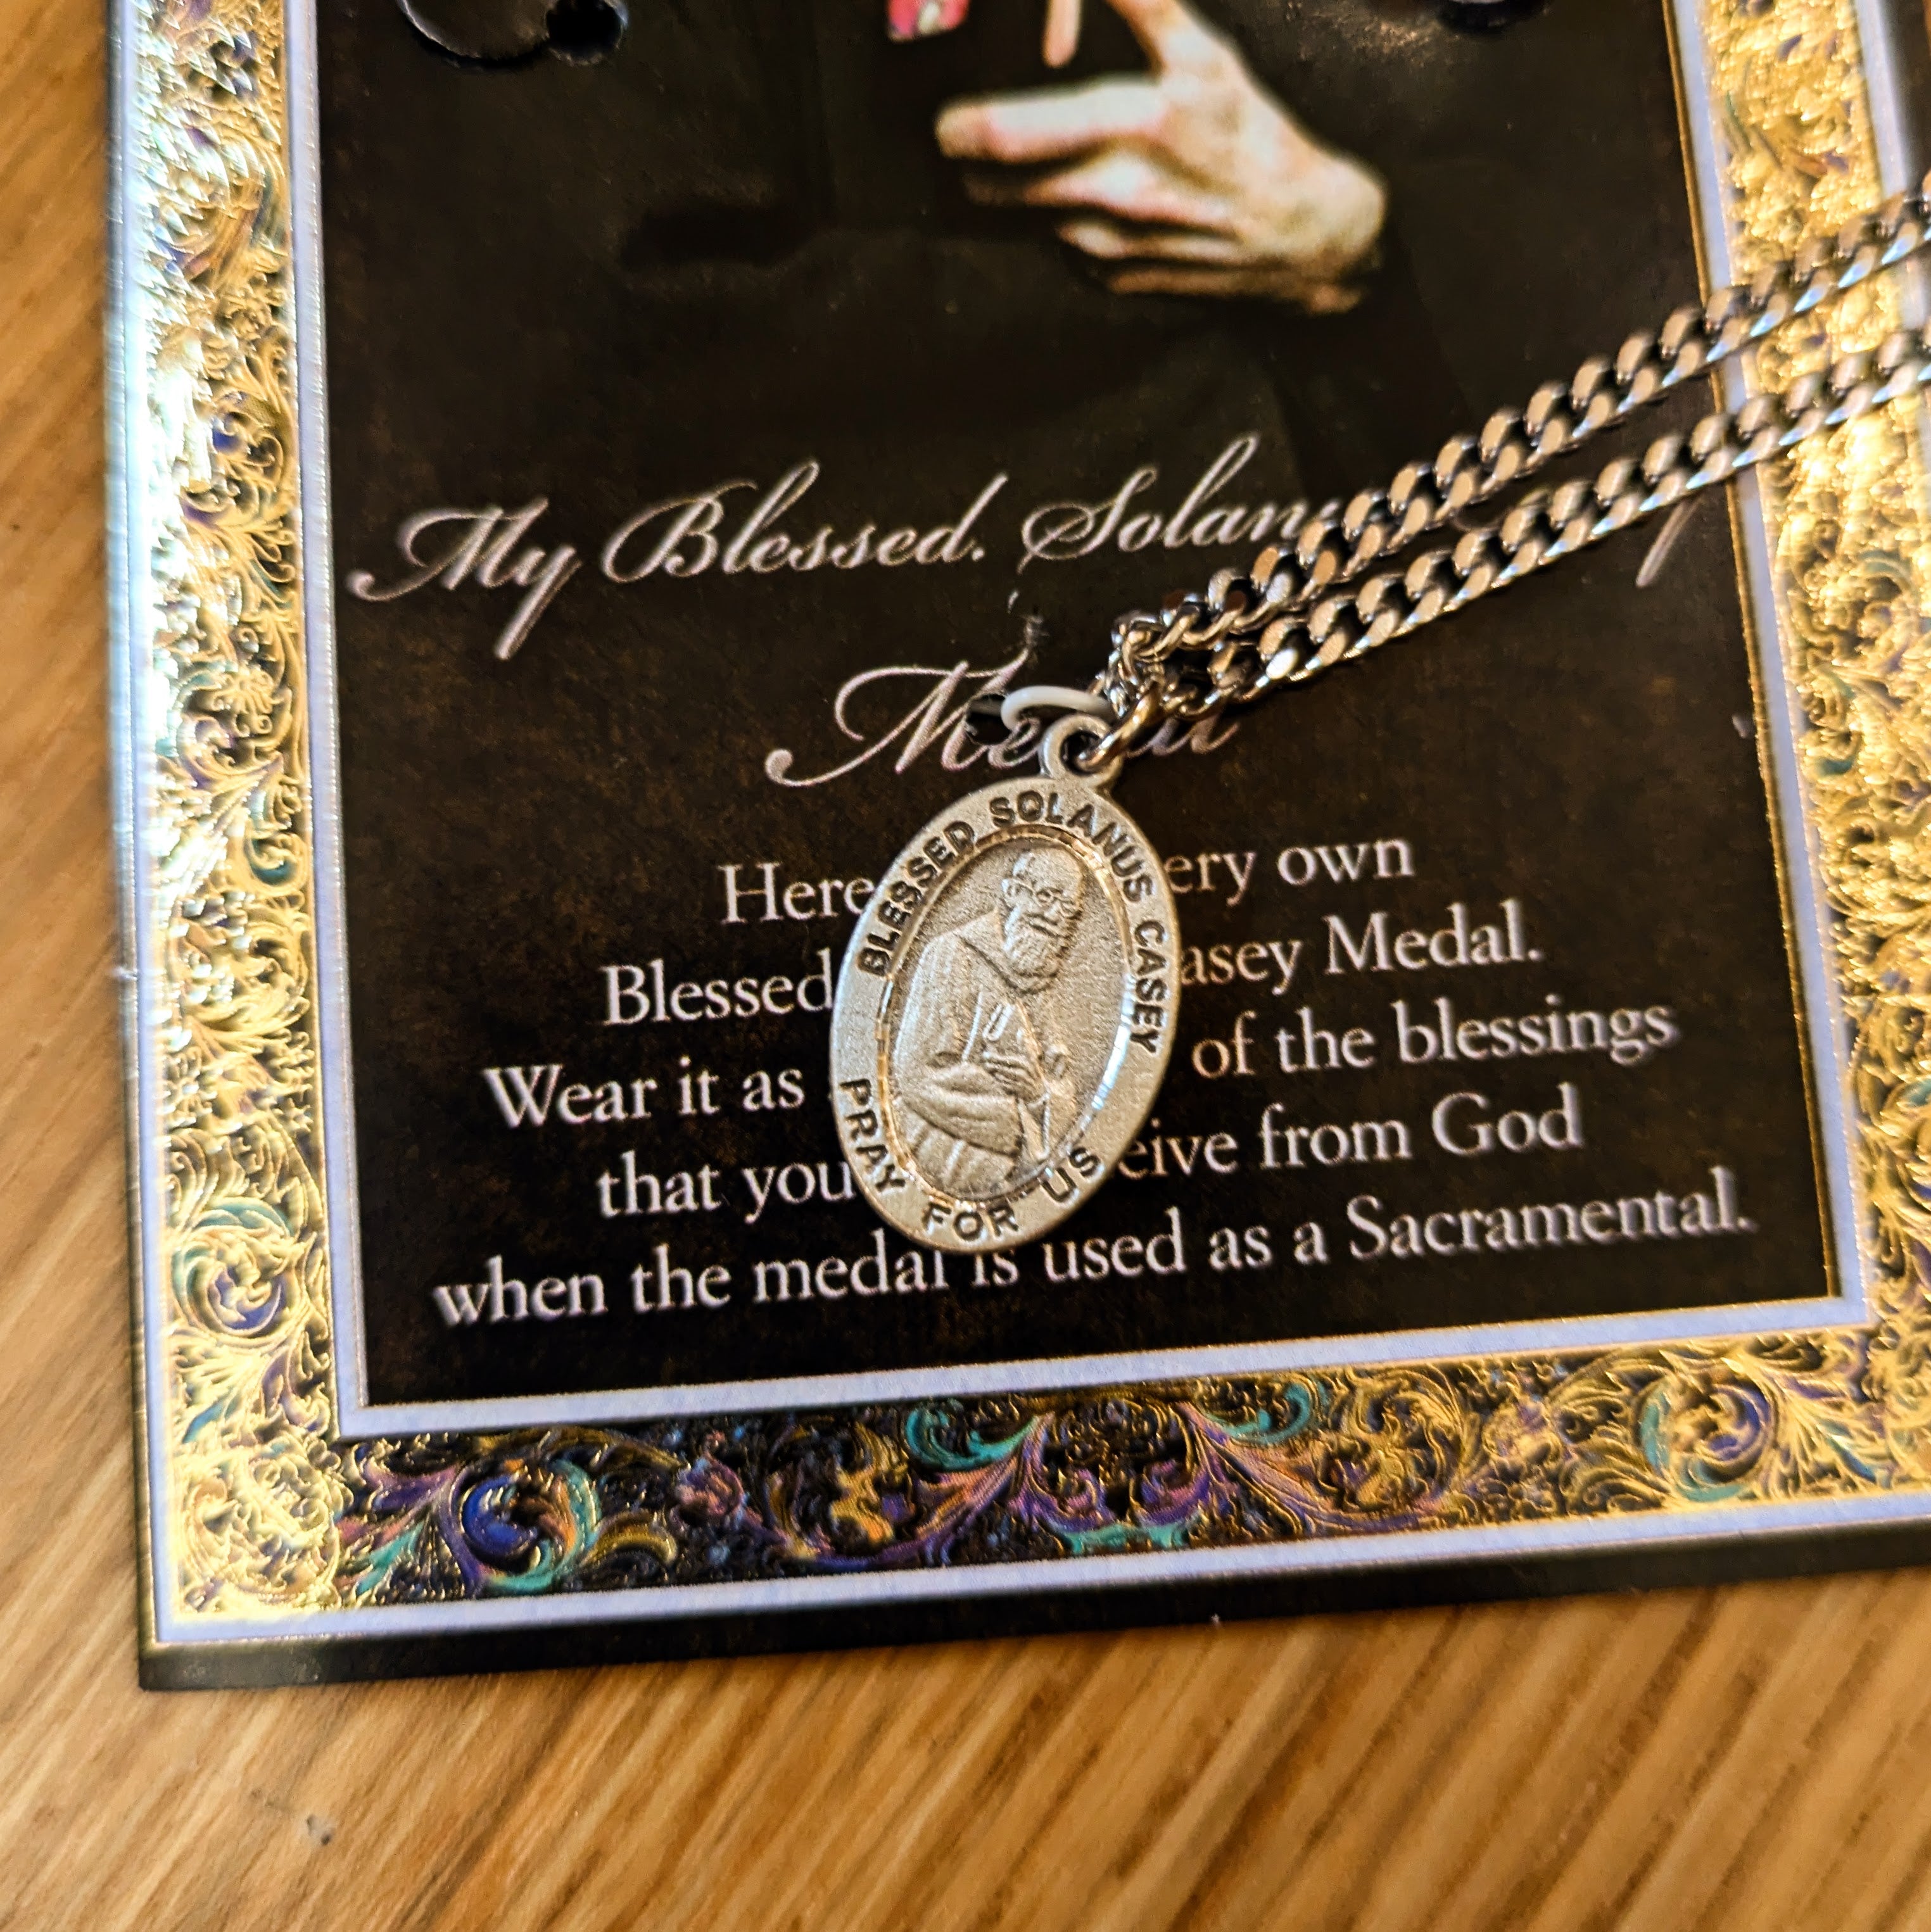 My Blessed. Solan
Me
Here ery own
Blessed asey Medal.
Wear it as of the blessings
that you eive from God
when the medal is used as a Sacramental.
BLESSED SOLANUS CASEY
PRAY FOR US